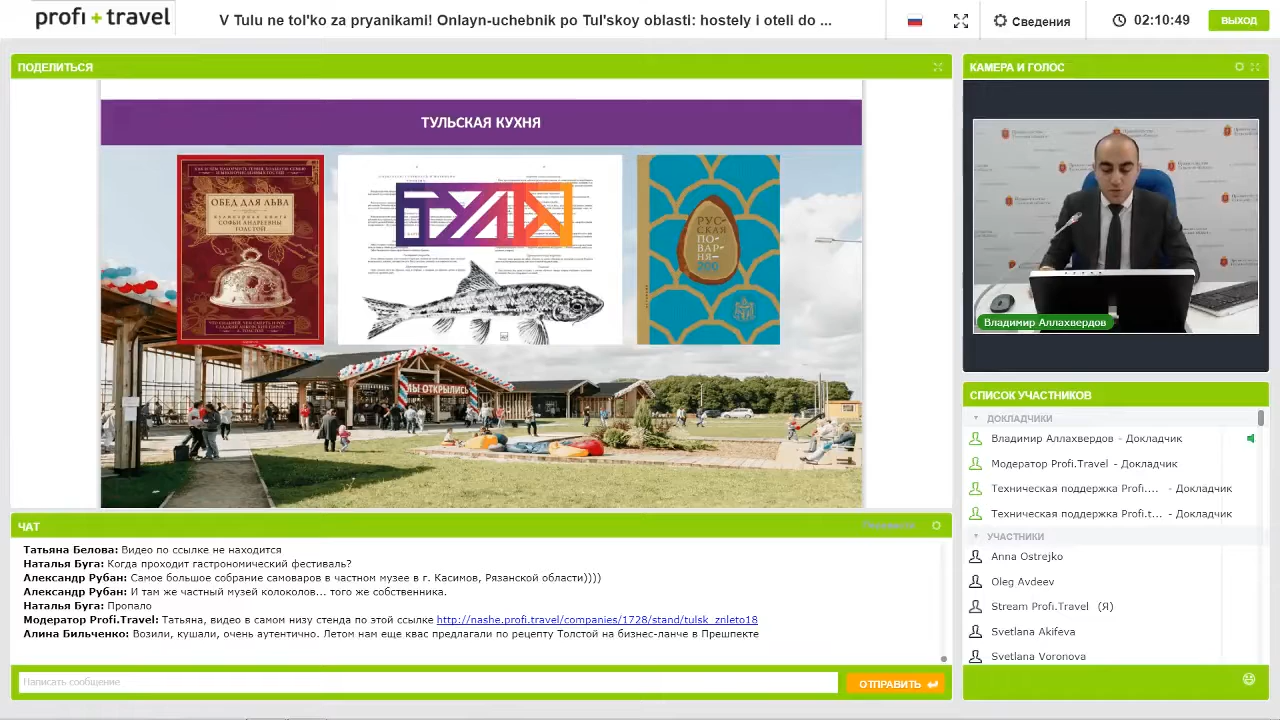 profi + travel
V Tulu ne tol'ko za pryanikami! Onlayn-uchebnik po Tul'skoy oblasti: hostely i oteli do ...
Сведения
02:10:49
ВЫХОД
ПОДЕЛИТЬСЯ
ТУЛЬСКАЯ КУХНЯ
ОБЕД ДЛЯ ЛЬВА
СОФЬИ АНДРЕЕВНЫ
ТОЛСТОЙ
ТУЛА
РУС-
СКАЯ
ПО-
ВАР-
НЯ
МЫ ОТКРЫЛИСЬ
КАМЕРА И ГОЛОС
Владимир Аллахвердов
СПИСОК УЧАСТНИКОВ
ДОКЛАДЧИКИ
Владимир Аллахвердов - Докладчик
Модератор Profi.Travel - Докладчик
Техническая поддержка Profi.... - Докладчик
Техническая поддержка Profi.t... - Докладчик
УЧАСТНИКИ
Anna Ostrejko
Oleg Avdeev
Stream Profi.Travel (Я)
Svetlana Akifeva
Svetlana Voronova
ЧАТ
Татьяна Белова: Видео по ссылке не находится
Наталья Буга: Когда проходит гастрономический фестиваль?
Александр Рубан: Самое большое собрание самоваров в частном музее в г. Касимов, Рязанской области))))
Александр Рубан: И там же частный музей колоколов... того же собственника.
Наталья Буга: Пропало
Модератор Profi.Travel: Татьяна, видео в самом низу стенда по этой ссылке http://nashe.profi.travel/companies/1728/stand/tulsk_znleto18
Алина Бильченко: Возили, кушали, очень аутентично. Летом нам еще квас предлагали по рецепту Толстой на бизнес-ланче в Прешпекте
Написать сообщение
ОТПРАВИТЬ